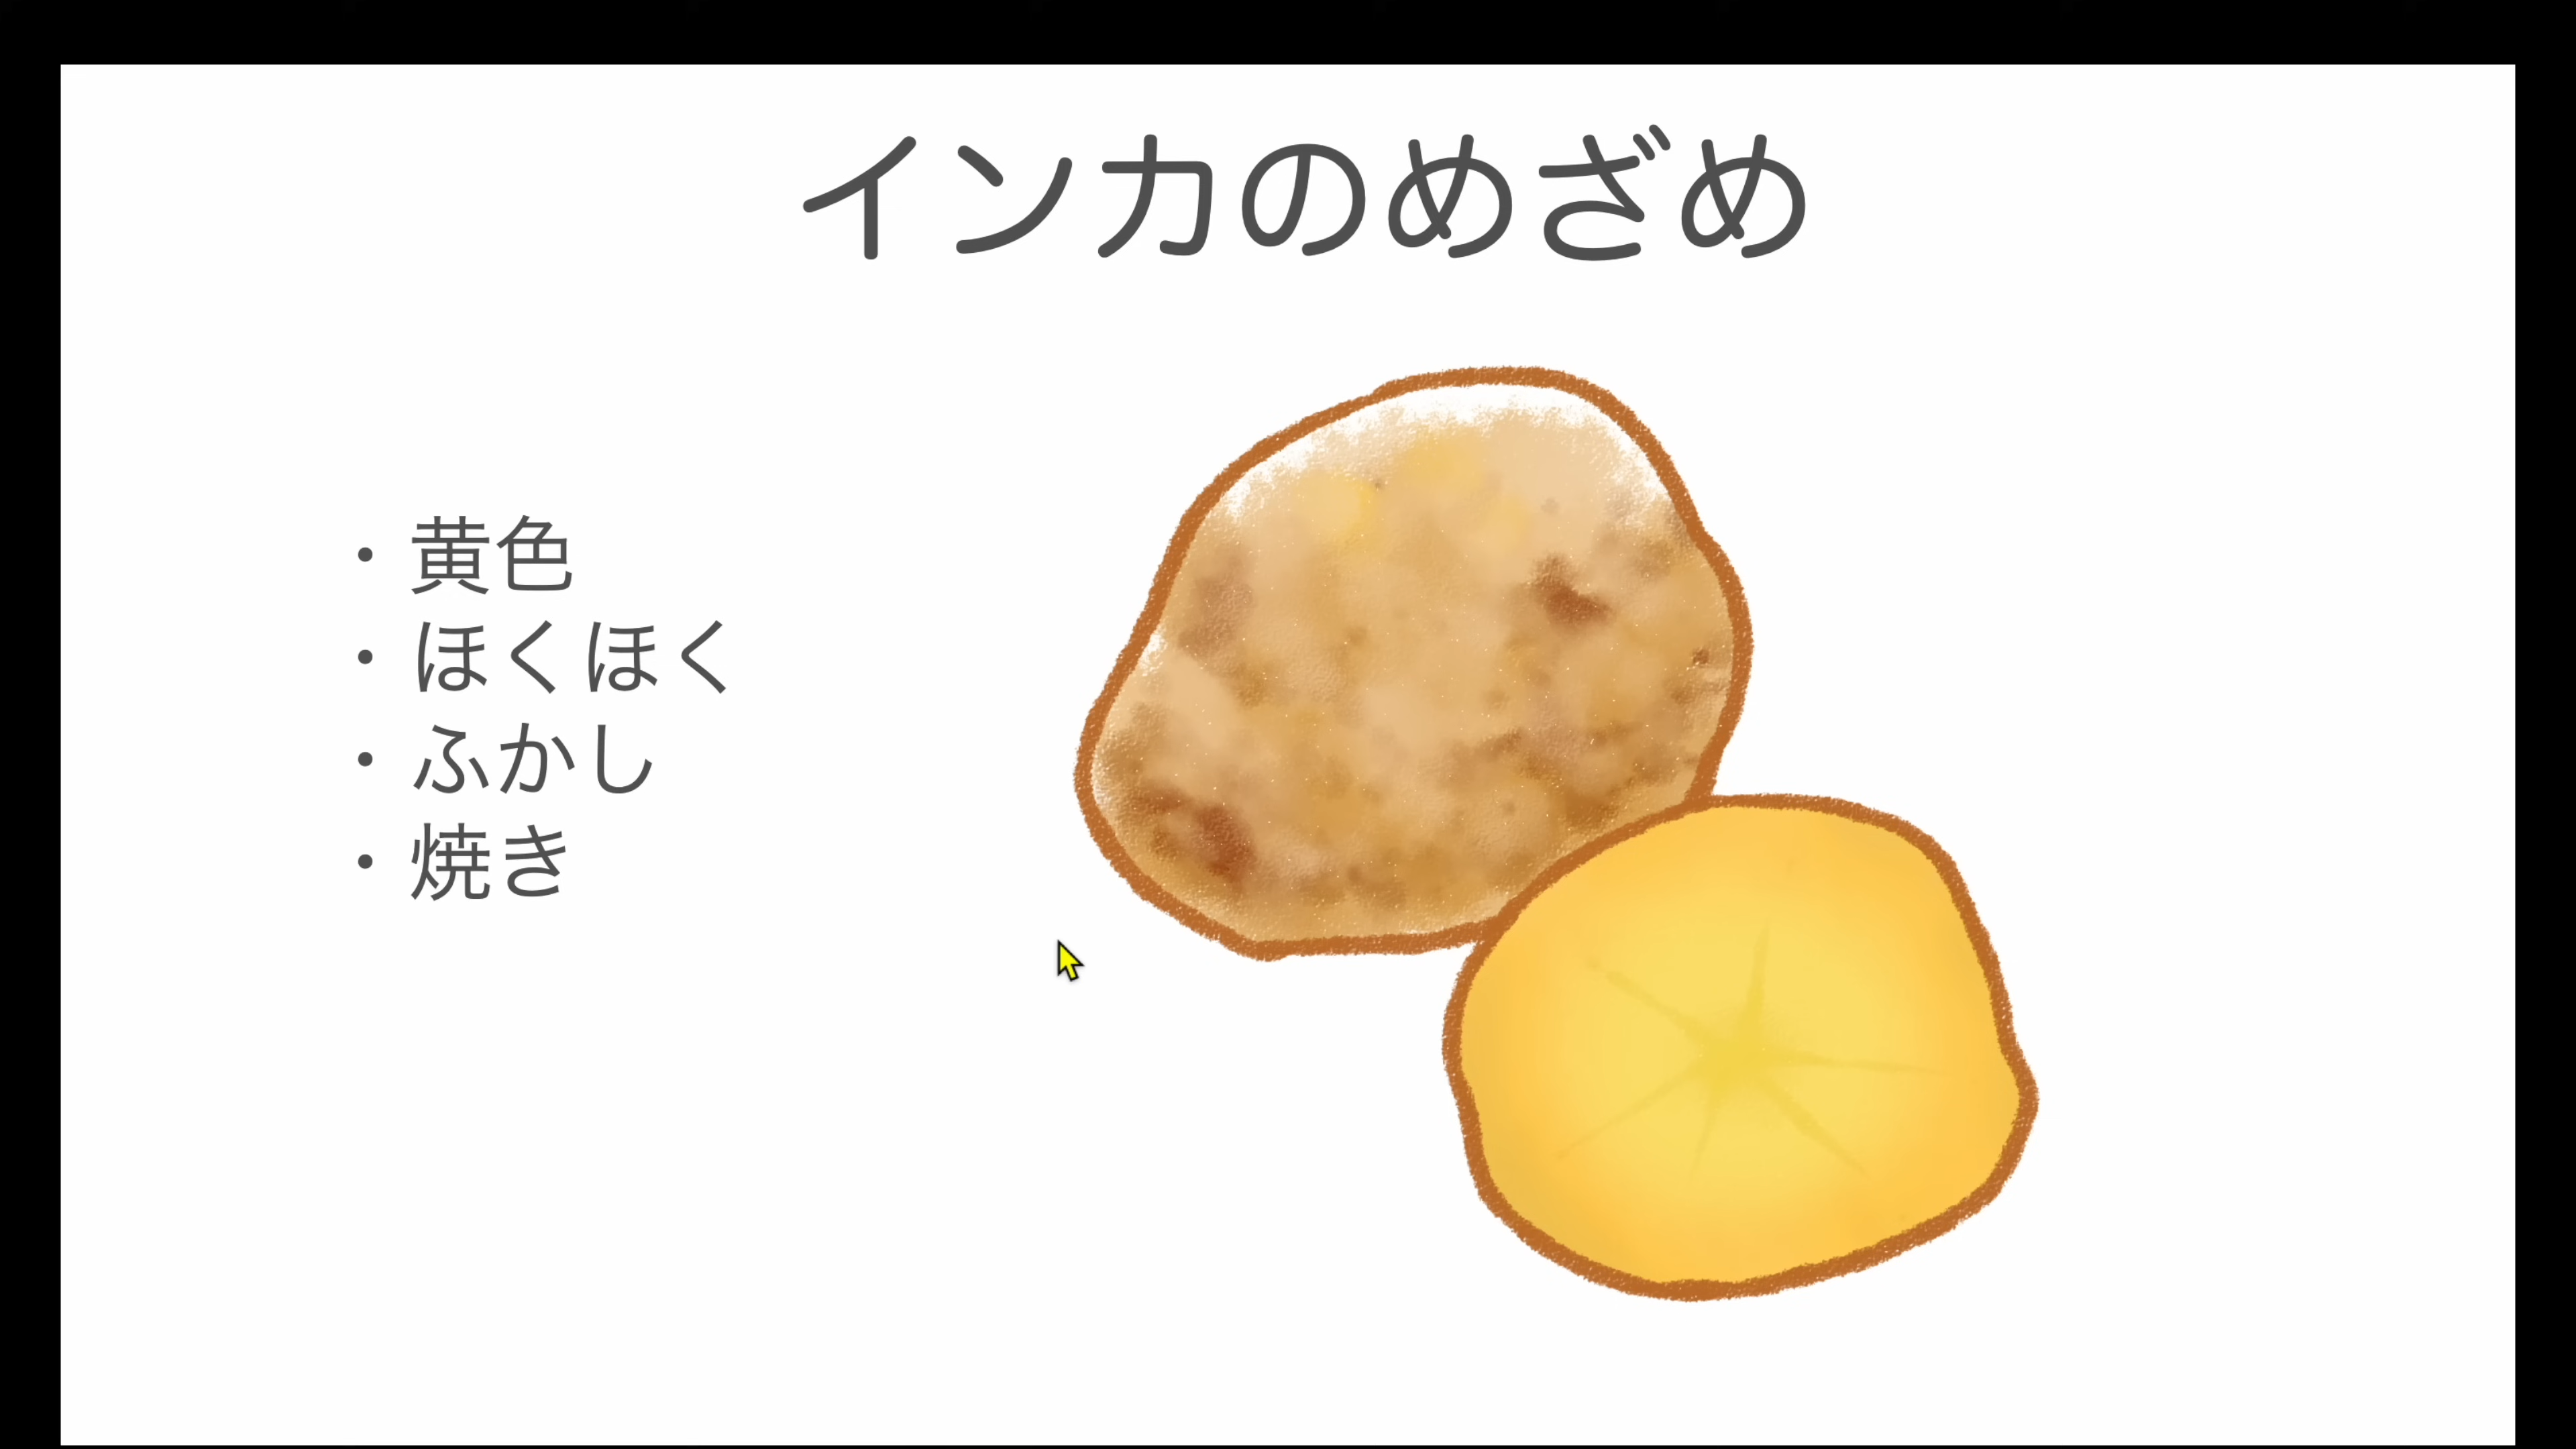 インカのめざめ
・黄色
・ほくほく
・ふかし
・焼き